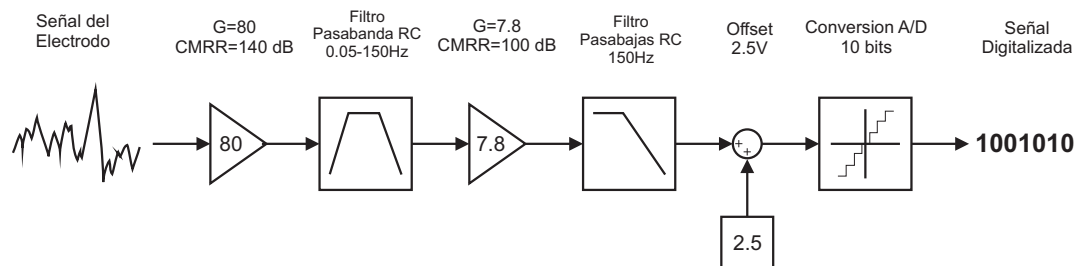 Señal del
Electrodo
G=80
CMRR=140 dB
Filtro
Pasabanda RC
0.05-150Hz
G=7.8
CMRR=100 dB
Filtro
Pasabajas RC
150Hz
Offset
2.5V
Conversion A/D
10 bits
Señal
Digitalizada
80
7.8
+
+
1001010
2.5